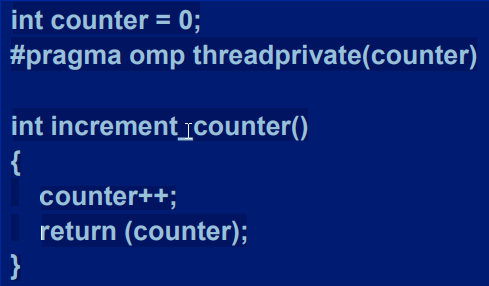 int counter = 0;
#pragma omp threadprivate(counter)
int increment_counter()
{
counter++;
return (counter);
}